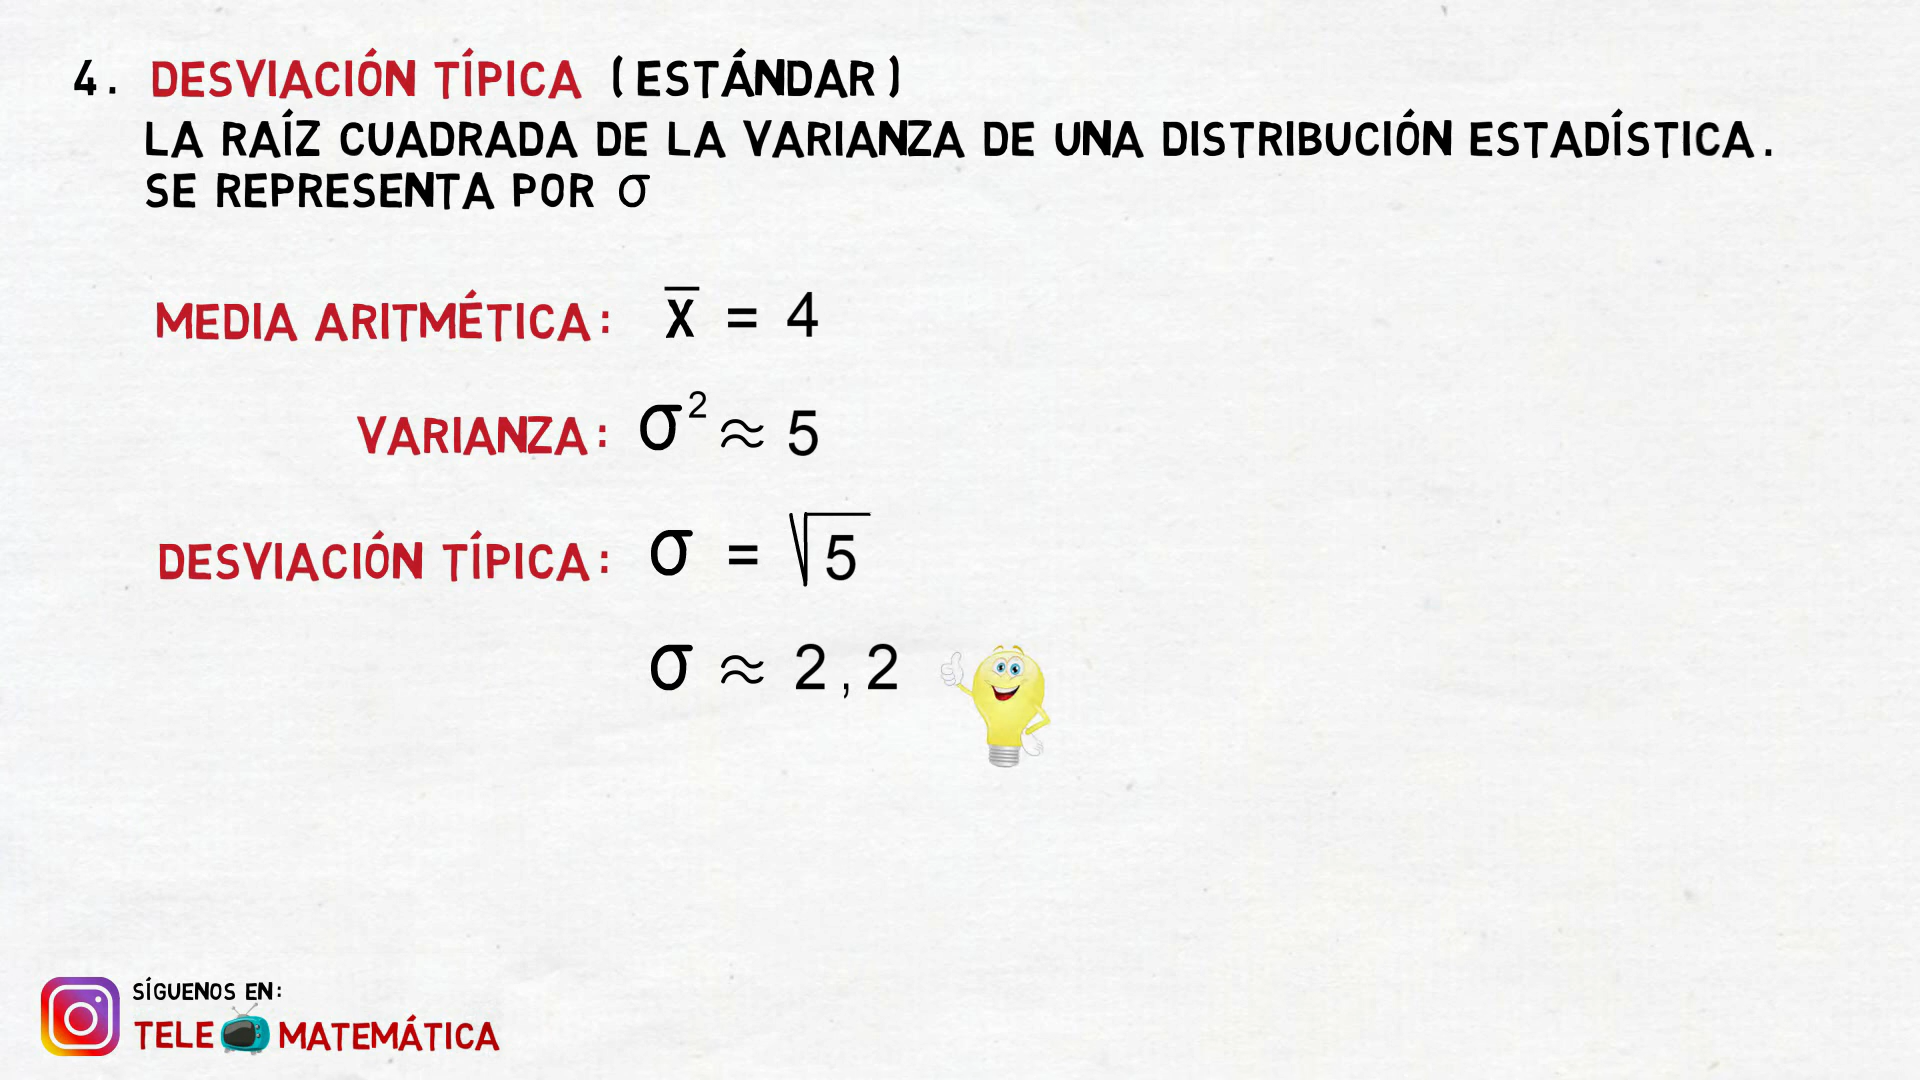 4. DESVIACIÓN TÍPICA (ESTÁNDAR)
LA RAÍZ CUADRADA DE LA VARIANZA DE UNA DISTRIBUCIÓN ESTADÍSTICA.
SE REPRESENTA POR σ
MEDIA ARITMÉTICA: x̅ = 4
VARIANZA: σ² ≈ 5
DESVIACIÓN TÍPICA: σ = √5
σ ≈ 2,2
SÍGUENOS EN:
TELE MATEMÁTICA